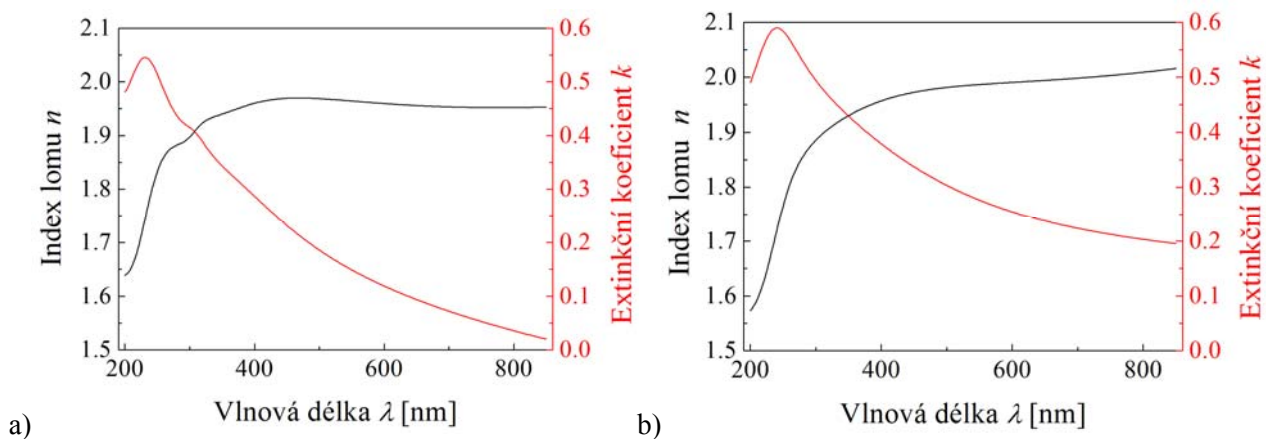 2.1
2.0
1.9
1.8
1.7
1.6
1.5
Index lomu n
0.6
0.5
0.4
0.3
0.2
0.1
0.0
Extinkční koeficient k
200 400 600 800
Vlnová délka λ [nm]
a)
2.1
2.0
1.9
1.8
1.7
1.6
1.5
Index lomu n
0.6
0.5
0.4
0.3
0.2
0.1
0.0
Extinkční koeficient k
200 400 600 800
Vlnová délka λ [nm]
b)